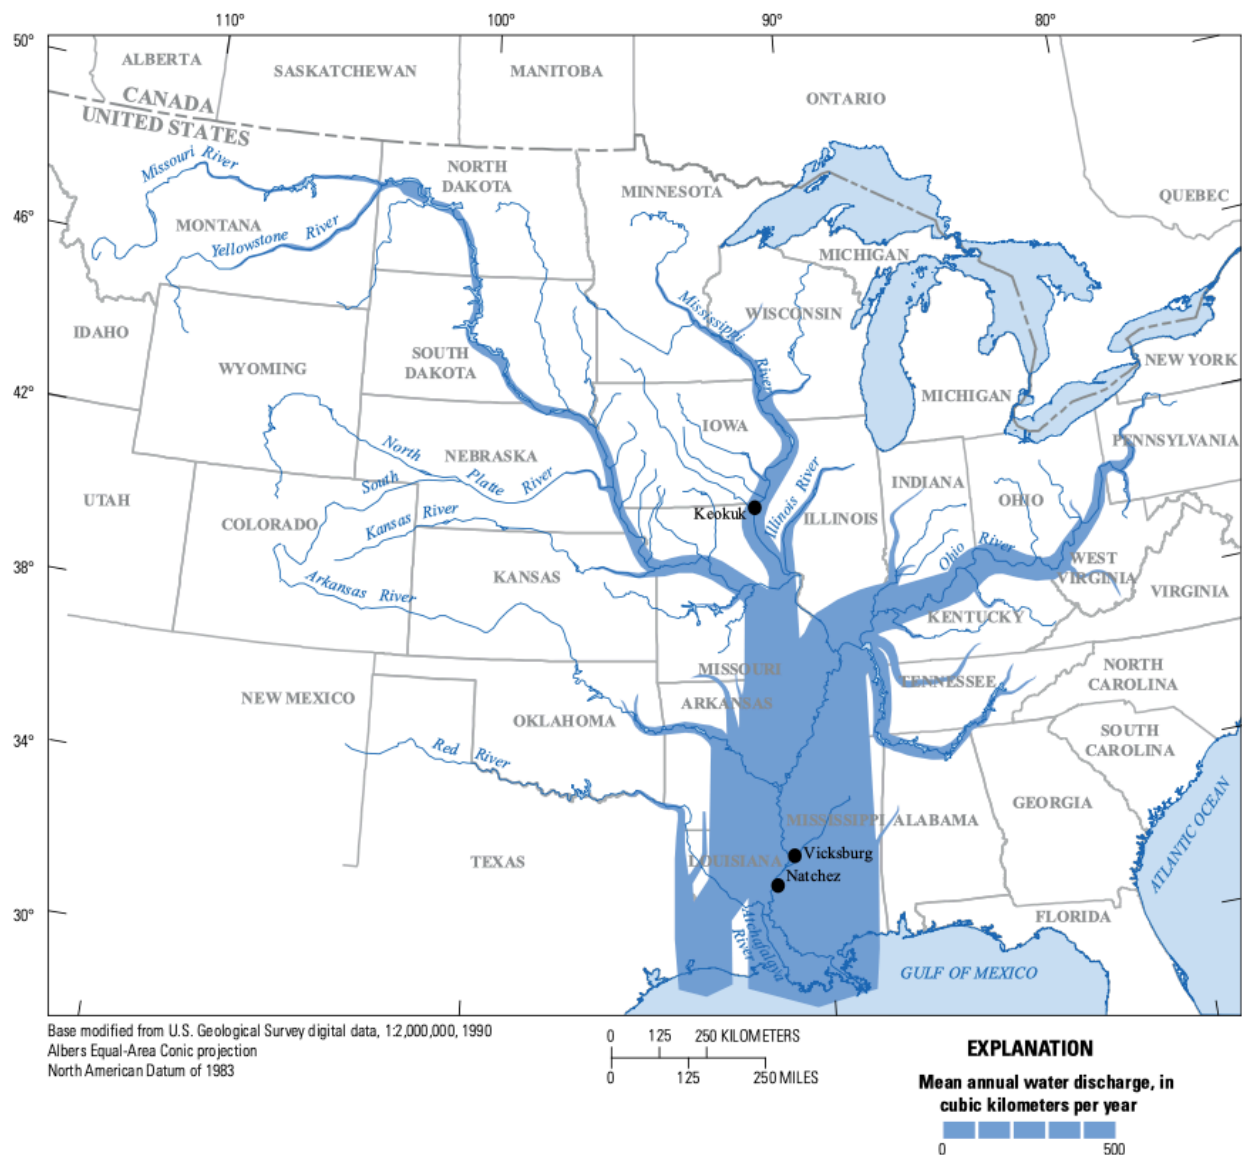 110°
100°
90°
80°
50°
ALBERTA
SASKATCHEWAN
MANITOBA
ONTARIO
CANADA
UNITED STATES
Missouri River
NORTH
DAKOTA
MINNESOTA
QUEBEC
46°
MONTANA
Yellowstone River
MICHIGAN
Mississippi River
WISCONSIN
IDAHO
WYOMING
SOUTH
DAKOTA
NEW YORK
42°
MICHIGAN
IOWA
PENNSYLVANIA
North Platte River
NEBRASKA
South
UTAH
COLORADO
Kansas River
Keokuk
Illinois River
ILLINOIS
INDIANA
OHIO
Ohio River
WEST
VIRGINIA
VIRGINIA
38°
Arkansas River
KANSAS
KENTUCKY
MISSOURI
TENNESSEE
NORTH
CAROLINA
NEW MEXICO
OKLAHOMA
ARKANSAS
SOUTH
CAROLINA
34°
Red River
GEORGIA
MISSISSIPPI
ALABAMA
ATLANTIC OCEAN
TEXAS
LOUISIANA
Vicksburg
Natchez
30°
Atchafalaya
River
FLORIDA
GULF OF MEXICO
Base modified from U.S. Geological Survey digital data, 1:2,000,000, 1990
Albers Equal-Area Conic projection
North American Datum of 1983
0 125 250 KILOMETERS
0 125 250 MILES
EXPLANATION
Mean annual water discharge, in
cubic kilometers per year
0 500